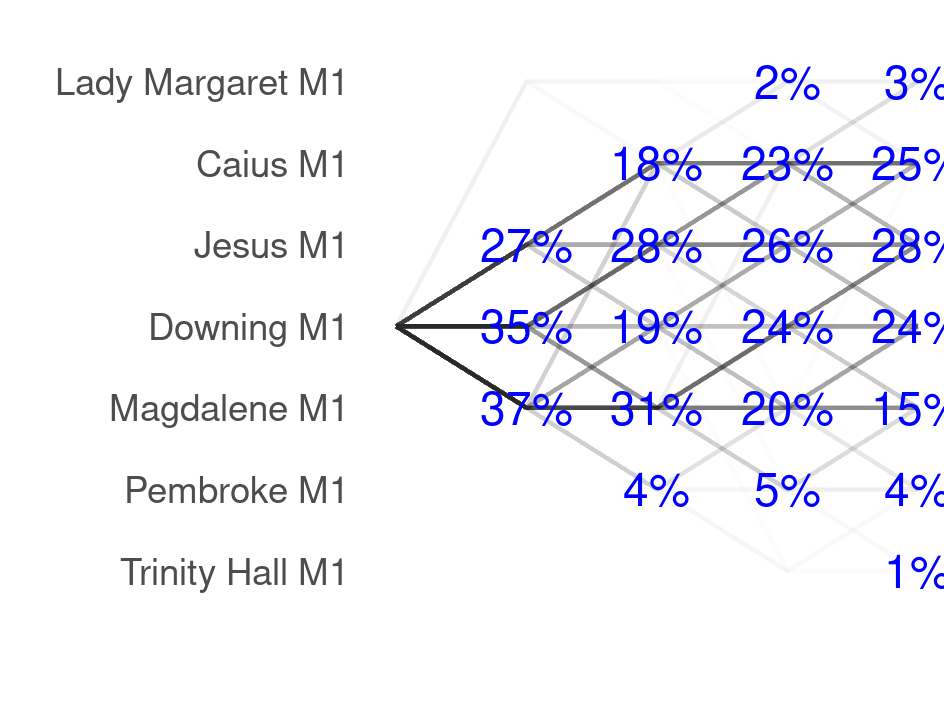 Lady Margaret M1 2% 3%
Caius M1 18% 23% 25%
Jesus M1 27% 28% 26% 28%
Downing M1 35% 19% 24% 24%
Magdalene M1 37% 31% 20% 15%
Pembroke M1 4% 5% 4%
Trinity Hall M1 1%